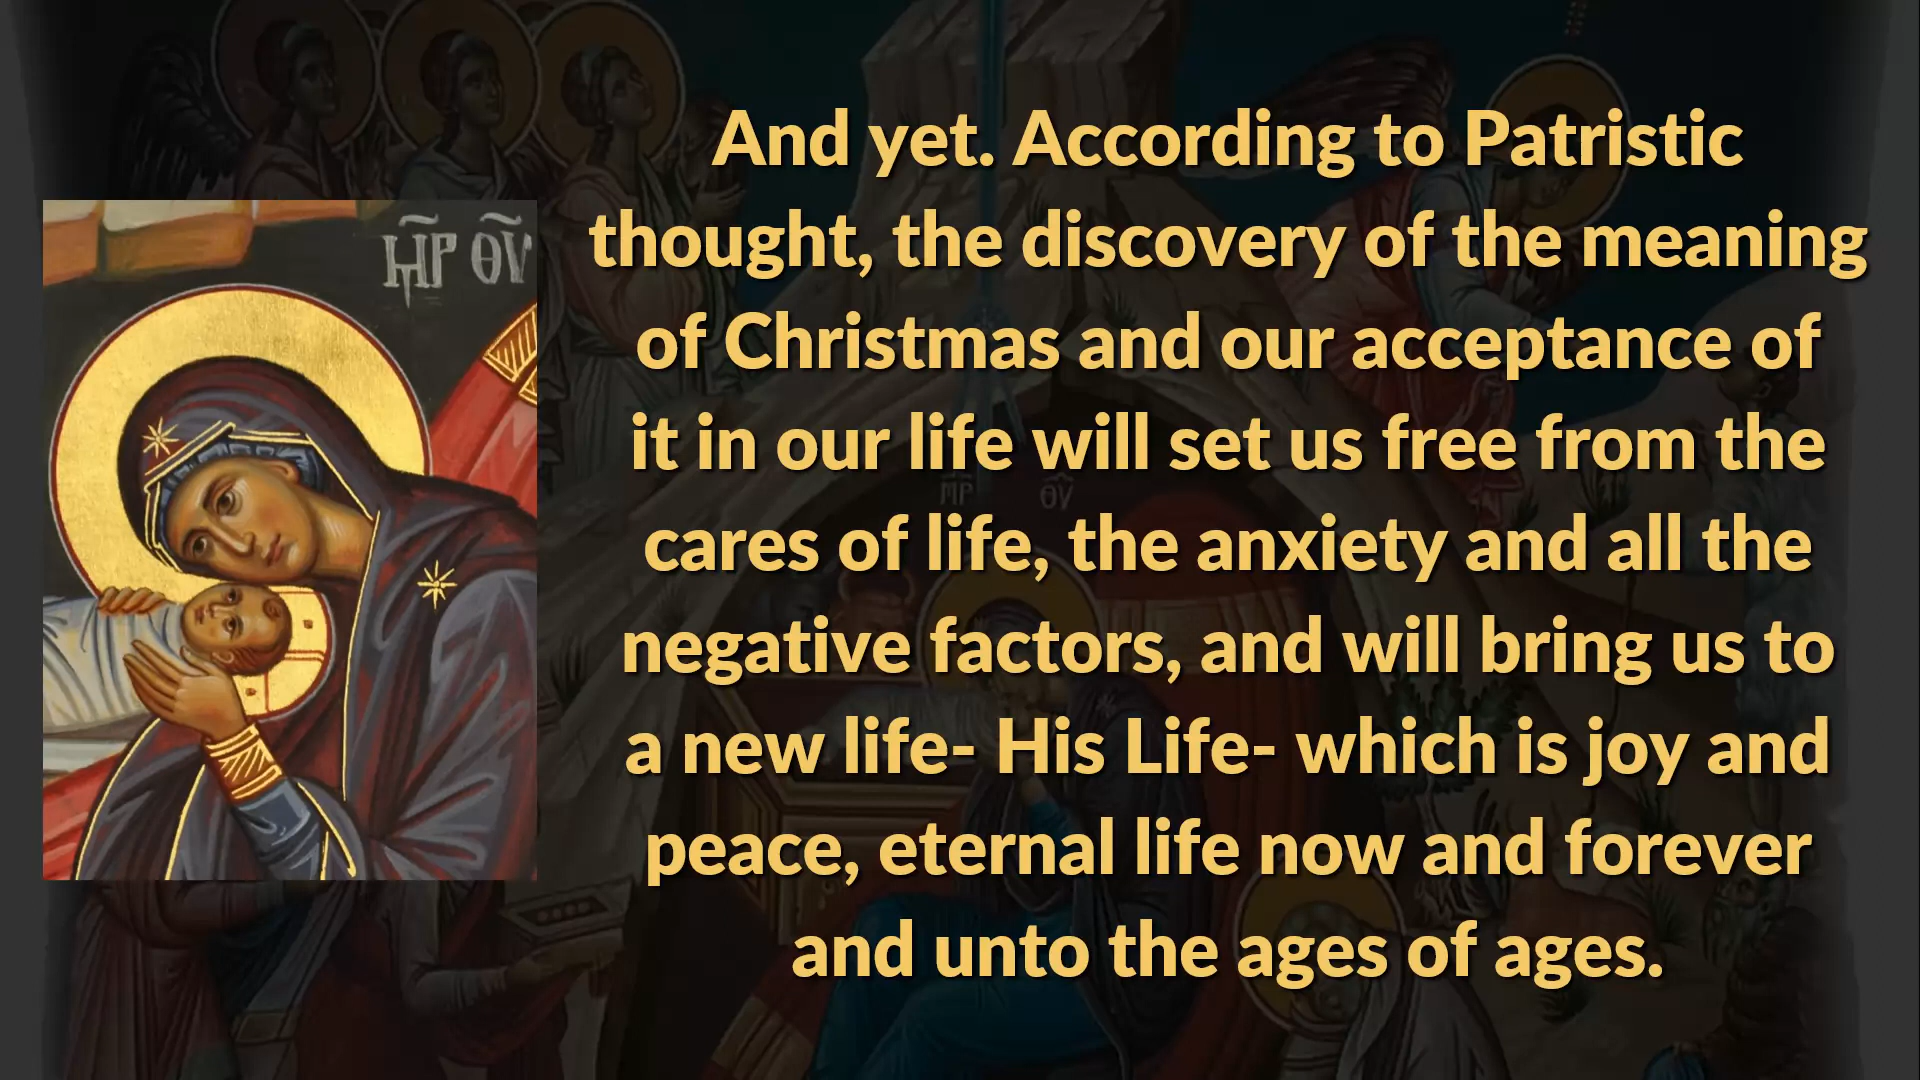 ΜΡ ΘΥ
And yet. According to Patristic
thought, the discovery of the meaning
of Christmas and our acceptance of
it in our life will set us free from the
cares of life, the anxiety and all the
negative factors, and will bring us to
a new life- His Life- which is joy and
peace, eternal life now and forever
and unto the ages of ages.
ΜΡ ΘΥ